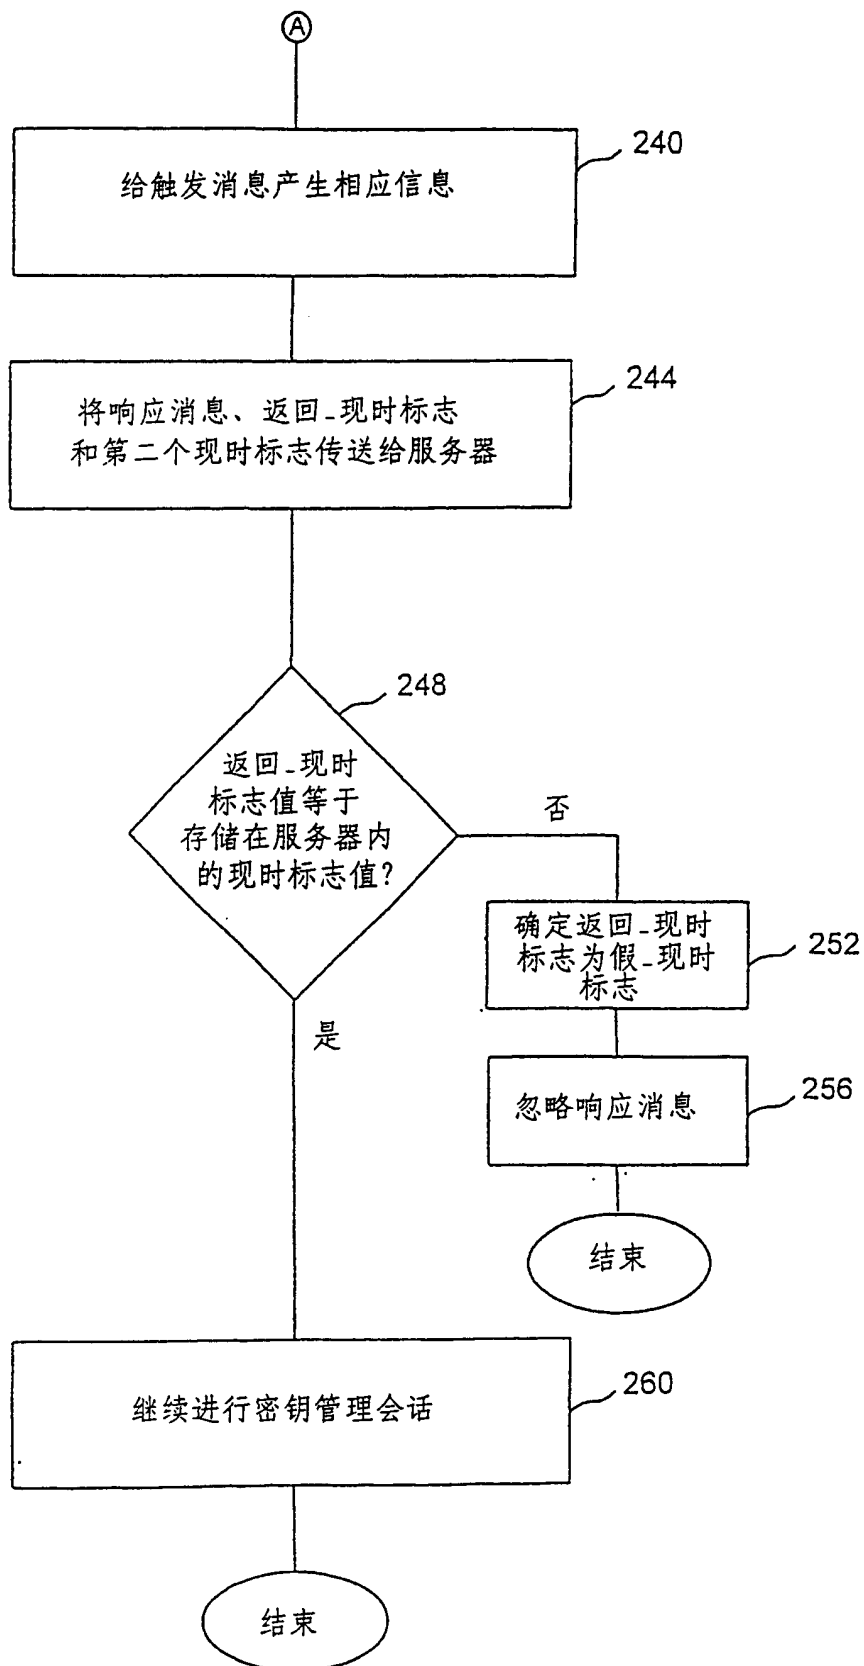 A
给触发消息产生相应信息
240
将响应消息、返回-现时标志
和第二个现时标志传送给服务器
244
返回-现时
标志值等于
存储在服务器内
的现时标志值?
248
否
是
确定返回-现时
标志为假-现时
标志
252
忽略响应消息
256
结束
继续进行密钥管理会话
260
结束